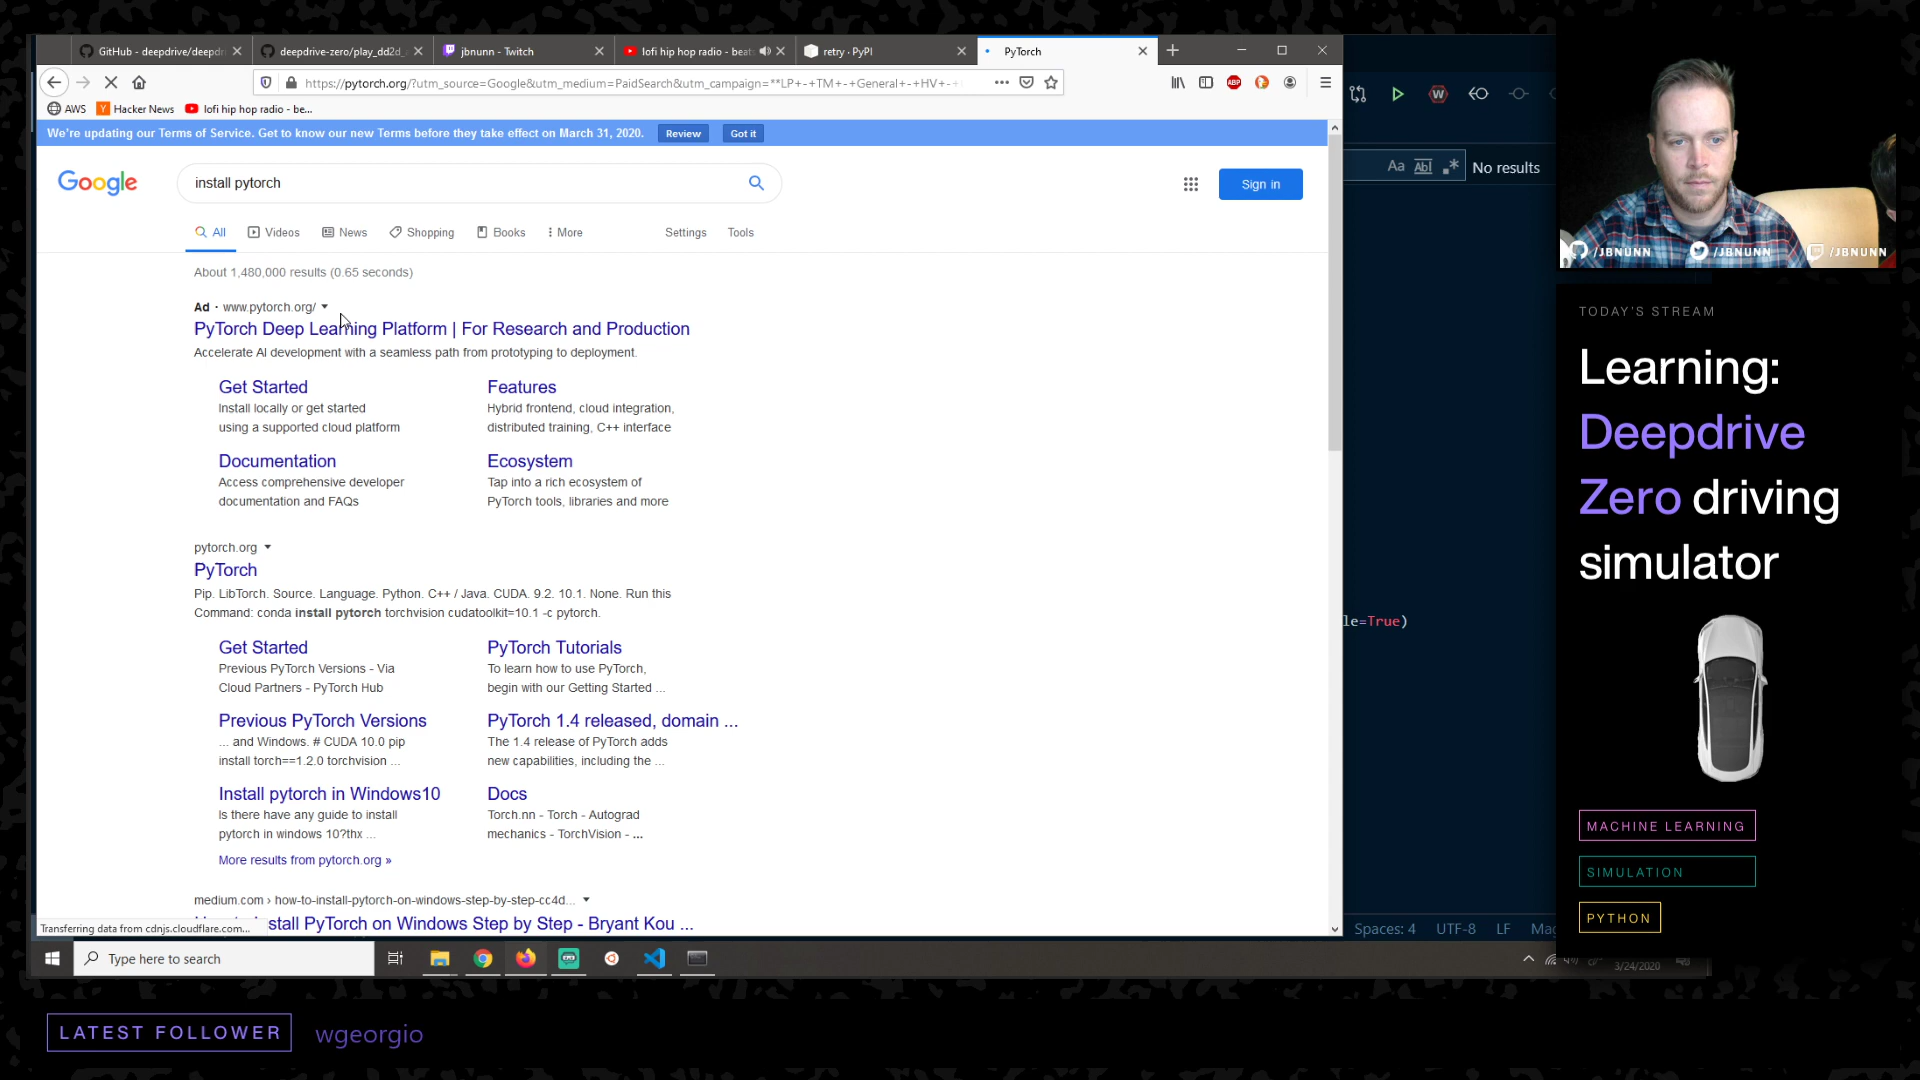 GitHub - deepdrive/deepdri
deepdrive-zero/play_dd2d_
jbnunn - Twitch
lofi hip hop radio - beat
retry · PyPI
PyTorch
https://pytorch.org/?utm_source=Google&utm_medium=PaidSearch&utm_campaign=**LP+-+TM+-+General+-+HV+-+
ABP
AWS
Hacker News
lofi hip hop radio - be...
We're updating our Terms of Service. Get to know our new Terms before they take effect on March 31, 2020.
Review
Got it
Google
install pytorch
Sign in
All
Videos
News
Shopping
Books
More
Settings
Tools
About 1,480,000 results (0.65 seconds)
Ad · www.pytorch.org/
PyTorch Deep Learning Platform | For Research and Production
Accelerate AI development with a seamless path from prototyping to deployment.
Get Started
Install locally or get started
using a supported cloud platform
Features
Hybrid frontend, cloud integration,
distributed training, C++ interface
Documentation
Access comprehensive developer
documentation and FAQs
Ecosystem
Tap into a rich ecosystem of
PyTorch tools, libraries and more
pytorch.org
PyTorch
Pip. LibTorch. Source. Language. Python. C++ / Java. CUDA. 9.2. 10.1. None. Run this
Command: conda install pytorch torchvision cudatoolkit=10.1 -c pytorch.
Get Started
Previous PyTorch Versions - Via
Cloud Partners - PyTorch Hub
PyTorch Tutorials
To learn how to use PyTorch,
begin with our Getting Started ...
Previous PyTorch Versions
... and Windows. # CUDA 10.0 pip
install torch==1.2.0 torchvision ...
PyTorch 1.4 released, domain ...
The 1.4 release of PyTorch adds
new capabilities, including the ...
Install pytorch in Windows10
Is there have any guide to install
pytorch in windows 10?thx ...
Docs
Torch.nn - Torch - Autograd
mechanics - TorchVision - ...
More results from pytorch.org »
medium.com › how-to-install-pytorch-on-windows-step-by-step-cc4d...
stall PyTorch on Windows Step by Step - Bryant Kou ...
Transferring data from cdnjs.cloudflare.com...
Aa
Abl
No results
le=True)
Spaces: 4
UTF-8
LF
Mag
Type here to search
3/24/2020
/JBNUNN
/JBNUNN
/JBNUNN
TODAY'S STREAM
Learning:
Deepdrive
Zero driving
simulator
MACHINE LEARNING
SIMULATION
PYTHON
LATEST FOLLOWER
wgeorgio